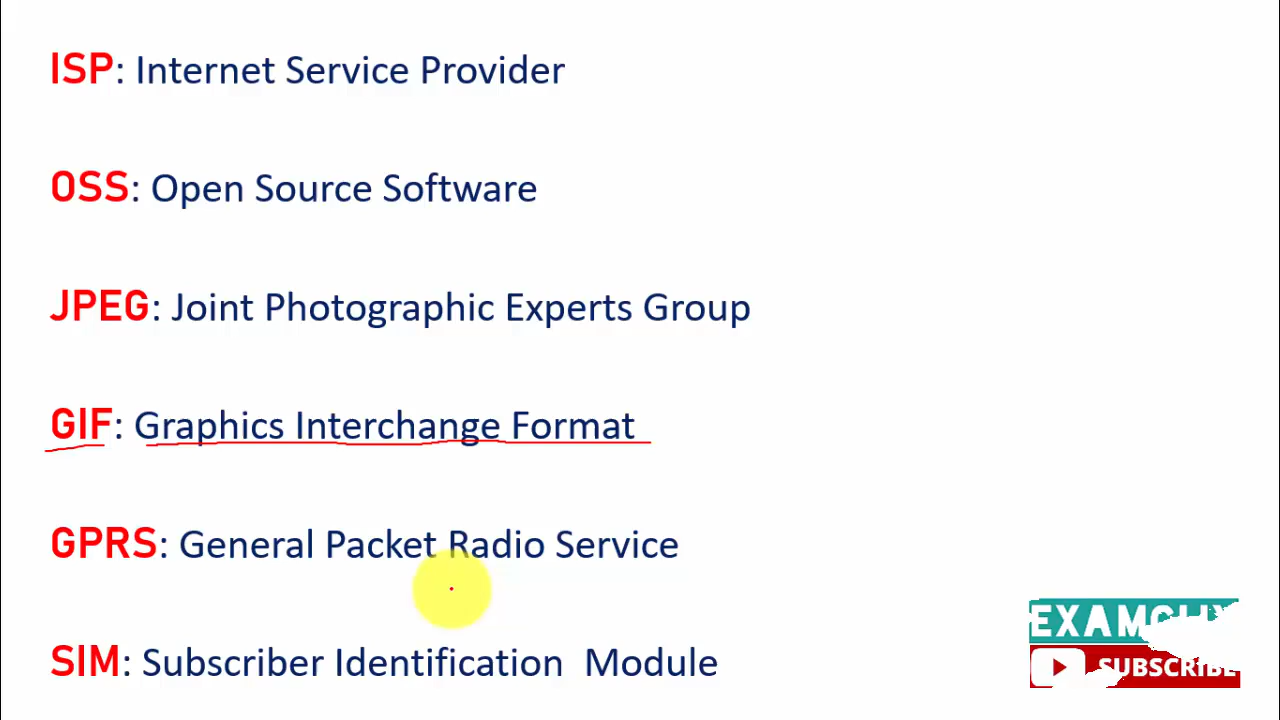 ISP: Internet Service Provider
OSS: Open Source Software
JPEG: Joint Photographic Experts Group
GIF: Graphics Interchange Format
GPRS: General Packet Radio Service
SIM: Subscriber Identification Module
SUBSCRIBE